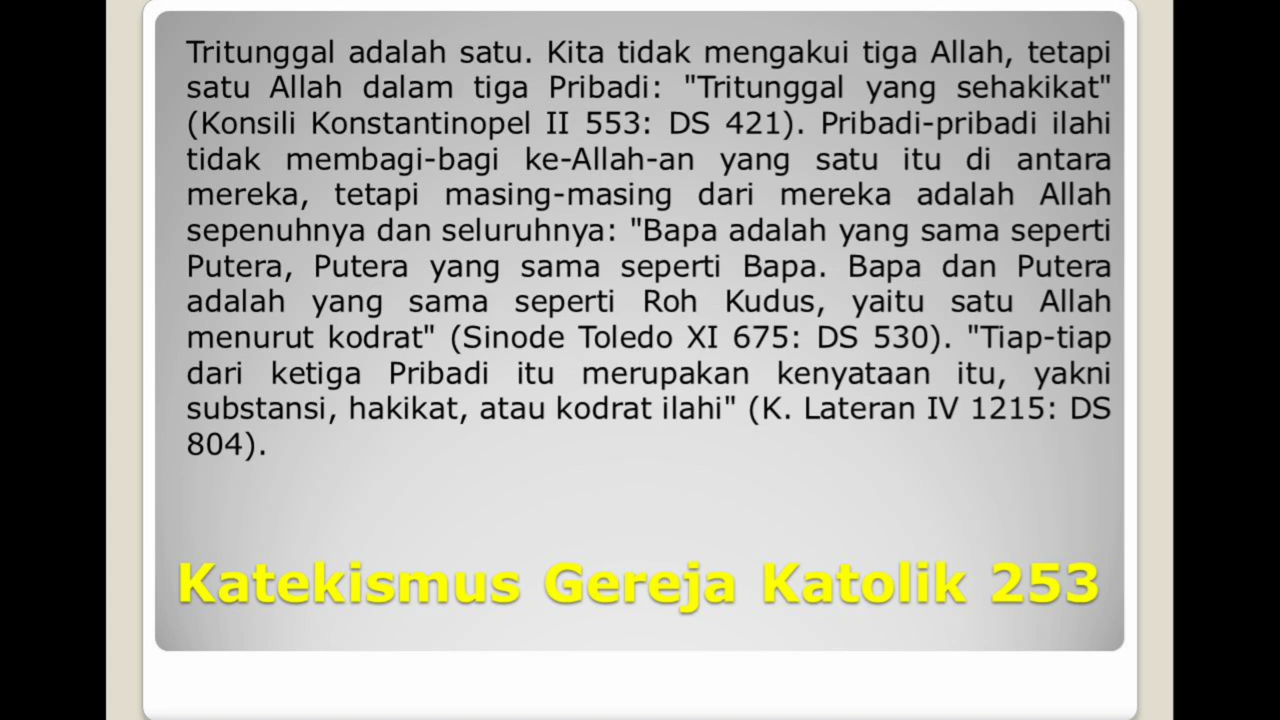 Tritunggal adalah satu. Kita tidak mengakui tiga Allah, tetapi
satu Allah dalam tiga Pribadi: "Tritunggal yang sehakikat"
(Konsili Konstantinopel II 553: DS 421). Pribadi-pribadi ilahi
tidak membagi-bagi ke-Allah-an yang satu itu di antara
mereka, tetapi masing-masing dari mereka adalah Allah
sepenuhnya dan seluruhnya: "Bapa adalah yang sama seperti
Putera, Putera yang sama seperti Bapa. Bapa dan Putera
adalah yang sama seperti Roh Kudus, yaitu satu Allah
menurut kodrat" (Sinode Toledo XI 675: DS 530). "Tiap-tiap
dari ketiga Pribadi itu merupakan kenyataan itu, yakni
substansi, hakikat, atau kodrat ilahi" (K. Lateran IV 1215: DS
804).
Katekismus Gereja Katolik 253